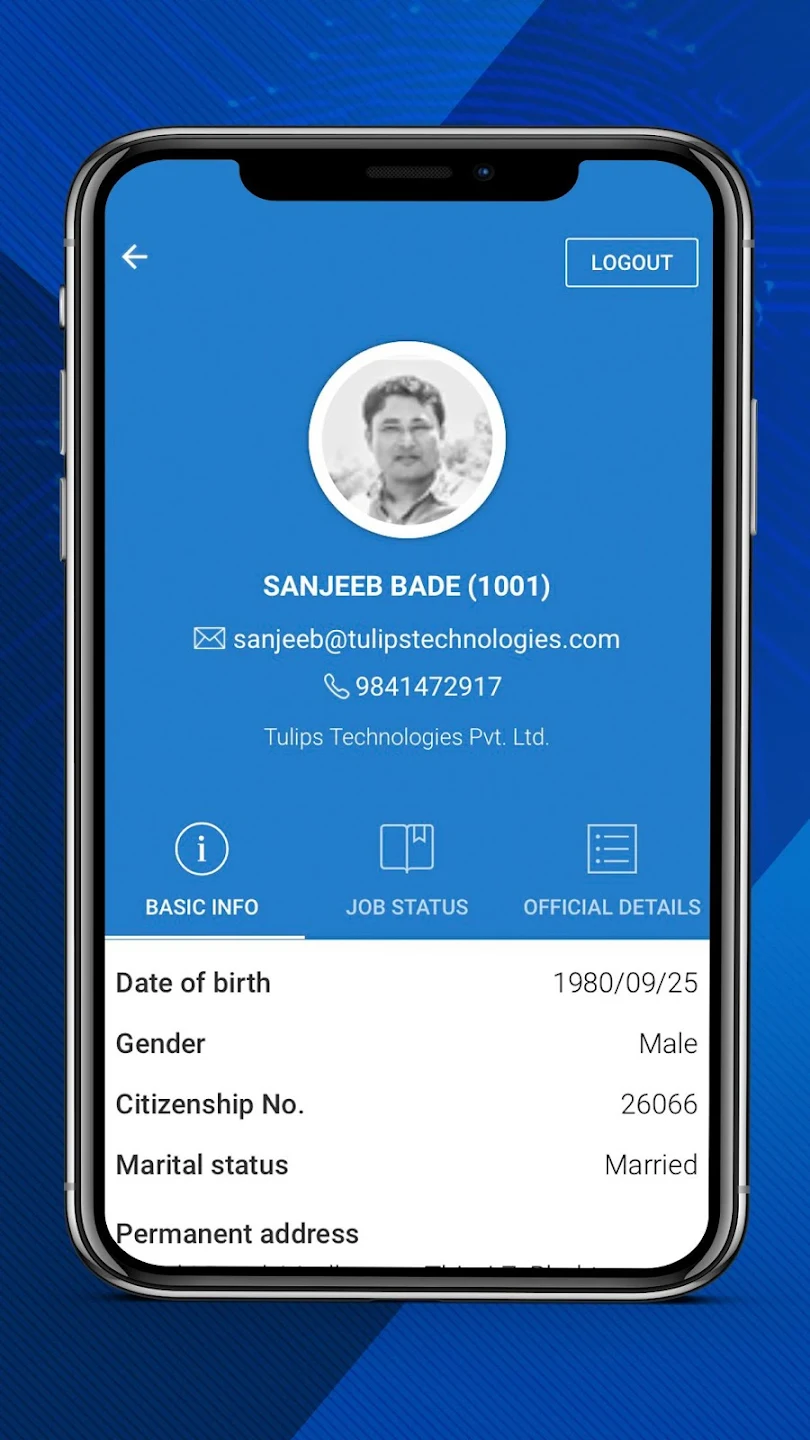 LOGOUT
SANJEEB BADE (1001)
sanjeeb@tulipstechnologies.com
9841472917
Tulips Technologies Pvt. Ltd.
BASIC INFO JOB STATUS OFFICIAL DETAILS
Date of birth 1980/09/25
Gender Male
Citizenship No. 26066
Marital status Married
Permanent address